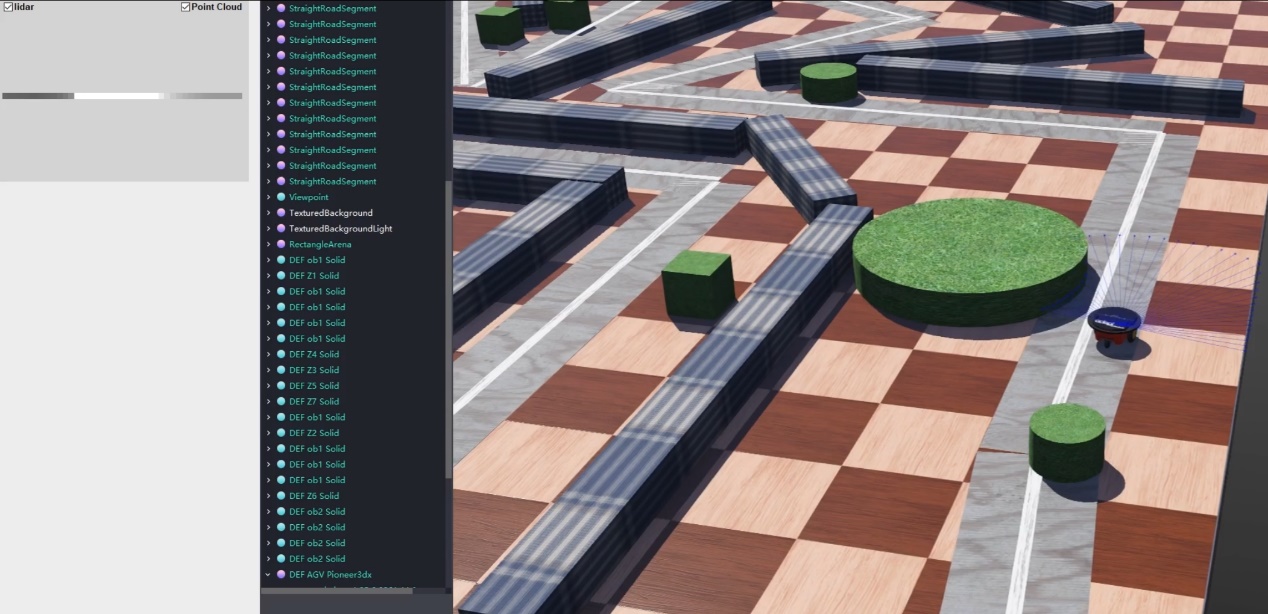 lidar
Point Cloud
StraightRoadSegment
StraightRoadSegment
StraightRoadSegment
StraightRoadSegment
StraightRoadSegment
StraightRoadSegment
StraightRoadSegment
StraightRoadSegment
StraightRoadSegment
StraightRoadSegment
StraightRoadSegment
StraightRoadSegment
Viewpoint
TexturedBackground
TexturedBackgroundLight
RectangleArena
DEF ob1 Solid
DEF Z1 Solid
DEF ob1 Solid
DEF ob1 Solid
DEF ob1 Solid
DEF ob1 Solid
DEF Z4 Solid
DEF Z3 Solid
DEF Z5 Solid
DEF Z7 Solid
DEF ob1 Solid
DEF Z2 Solid
DEF ob1 Solid
DEF ob1 Solid
DEF ob1 Solid
DEF Z6 Solid
DEF ob2 Solid
DEF ob2 Solid
DEF ob2 Solid
DEF ob2 Solid
DEF AGV Pioneer3dx